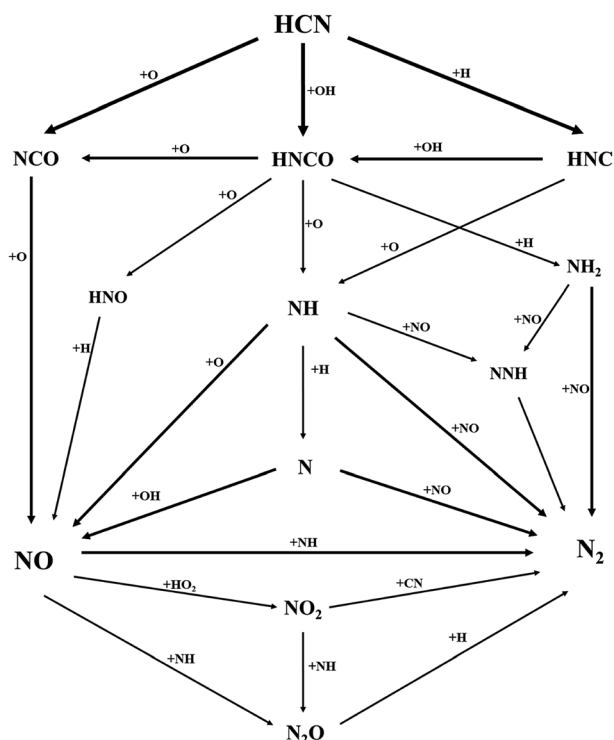 HCN
+O
+OH
+H
NCO
+O
HNCO
+OH
HNC
+O
+O
+O
+H
+O
HNO
NH
NH₂
+H
+O
+NO
+NO
+H
NNH
+NO
+NO
+OH
N
+NO
NO
+NH
N₂
+HO₂
NO₂
+CN
+NH
+NH
+H
N₂O